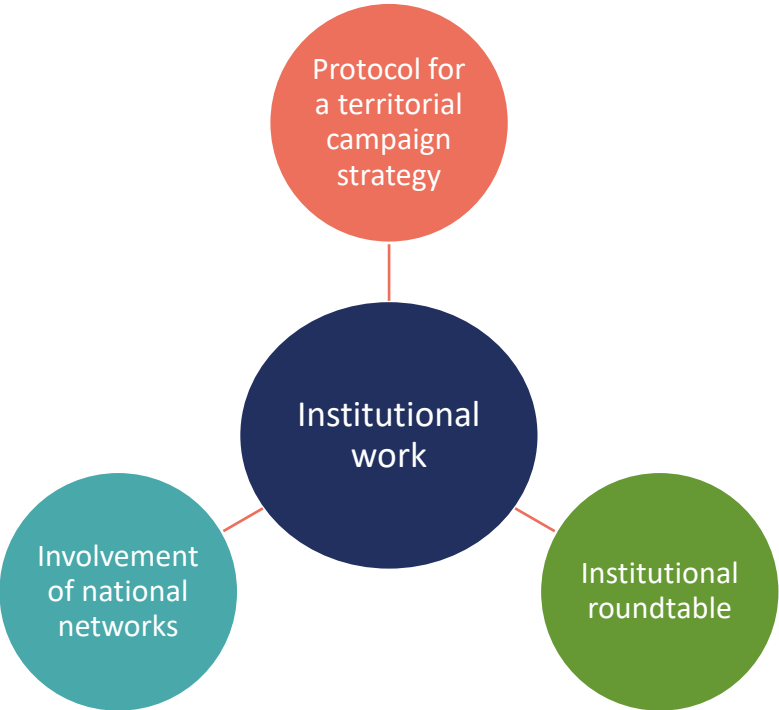 Protocol for
a territorial
campaign
strategy
Institutional
work
Involvement
of national
networks
Institutional
roundtable